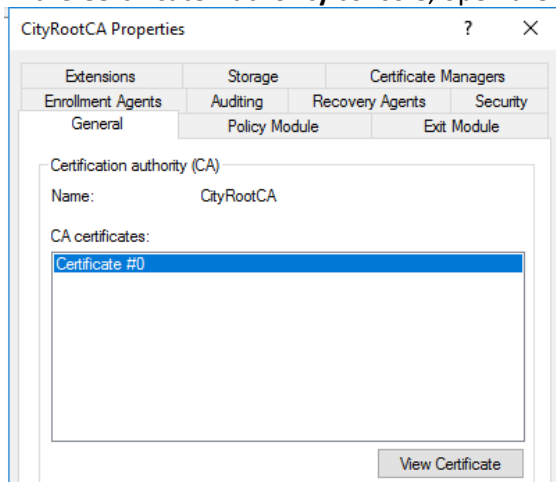 CityRootCA Properties ? ×
Extensions Storage Certificate Managers
Enrollment Agents Auditing Recovery Agents Security
General Policy Module Exit Module
Certification authority (CA)
Name: CityRootCA
CA certificates:
Certificate #0
View Certificate